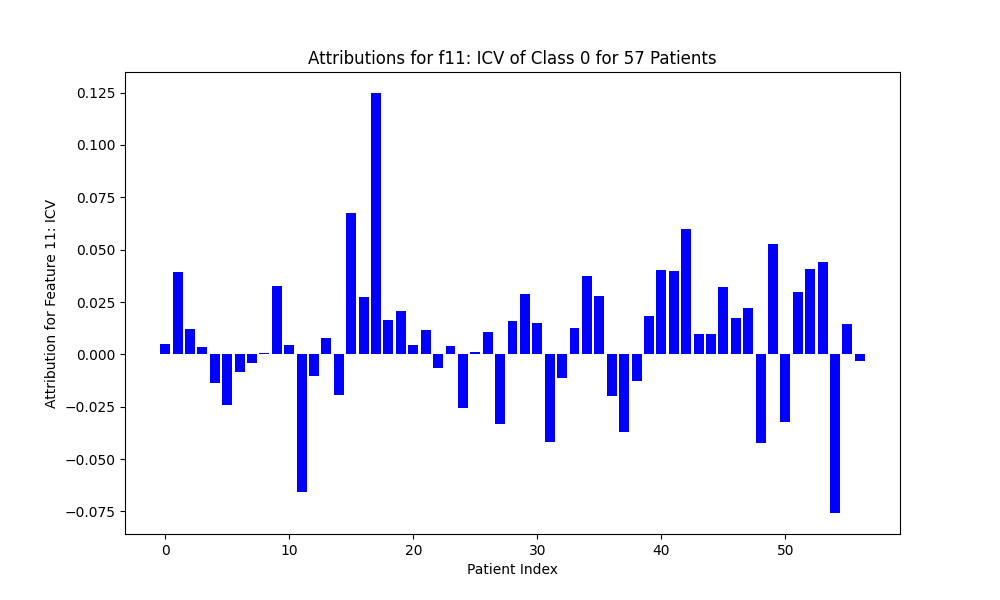 Attributions for f11: ICV of Class 0 for 57 Patients
0.125
0.100
0.075
0.050
0.025
0.000
−0.025
−0.050
−0.075
Attribution for Feature 11: ICV
0 10 20 30 40 50
Patient Index